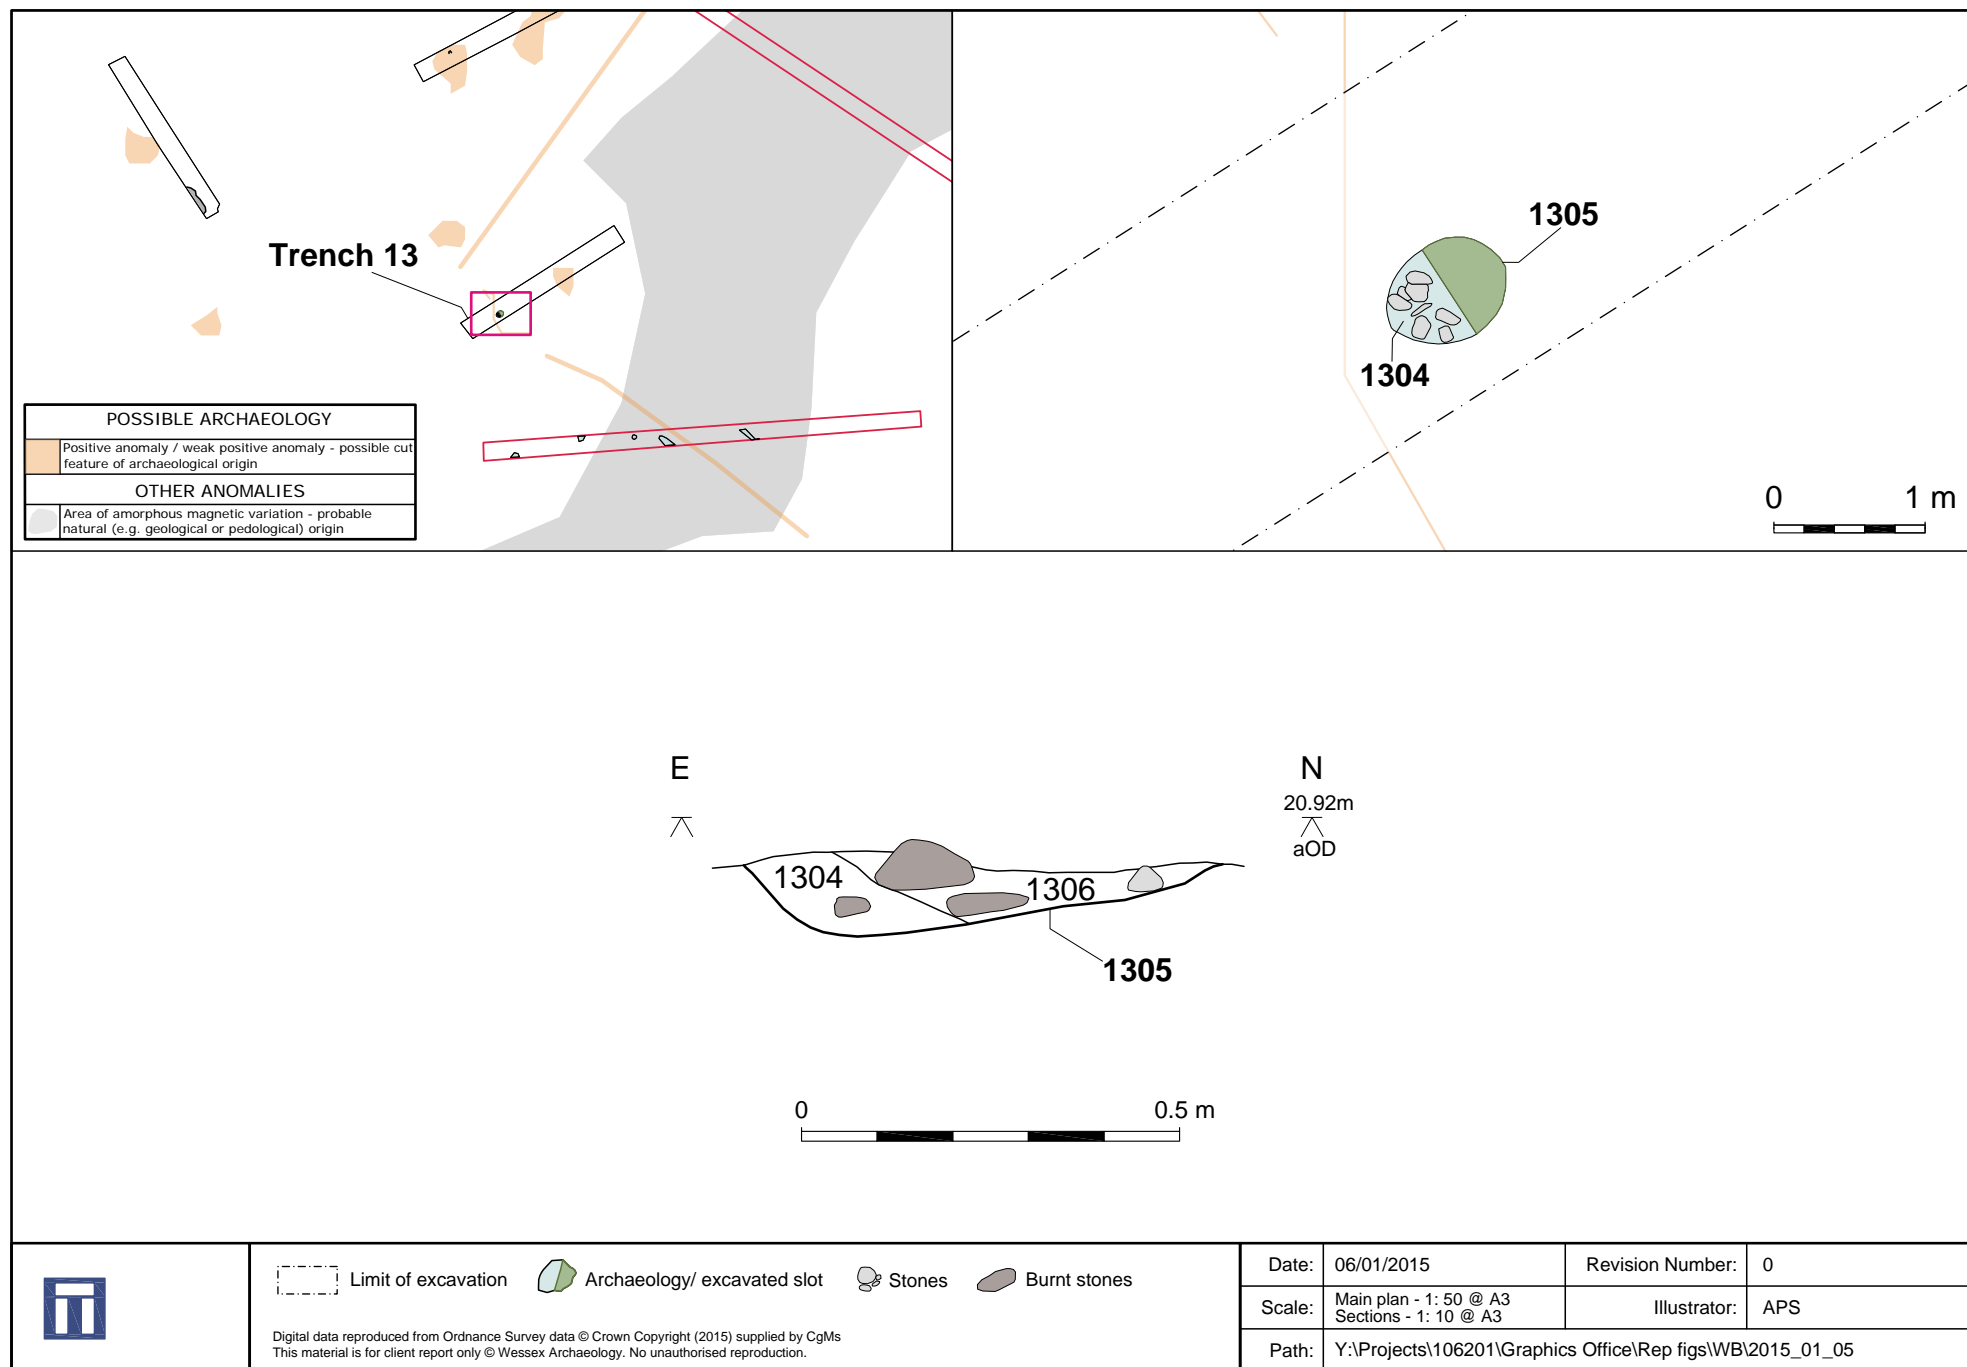 Trench 13
POSSIBLE ARCHAEOLOGY
Positive anomaly / weak positive anomaly - possible cut
feature of archaeological origin
OTHER ANOMALIES
Area of amorphous magnetic variation - probable
natural (e.g. geological or pedological) origin
1305
1304
0 1 m
E N
20.92m
aOD
1304
1306
1305
0 0.5 m
Limit of excavation
Archaeology/ excavated slot
Stones
Burnt stones
Digital data reproduced from Ordnance Survey data © Crown Copyright (2015) supplied by CgMs
This material is for client report only © Wessex Archaeology. No unauthorised reproduction.
Date: 06/01/2015 Revision Number: 0
Scale: Main plan - 1: 50 @ A3
Sections - 1: 10 @ A3
Illustrator: APS
Path: Y:\Projects\106201\Graphics Office\Rep figs\WB\2015_01_05